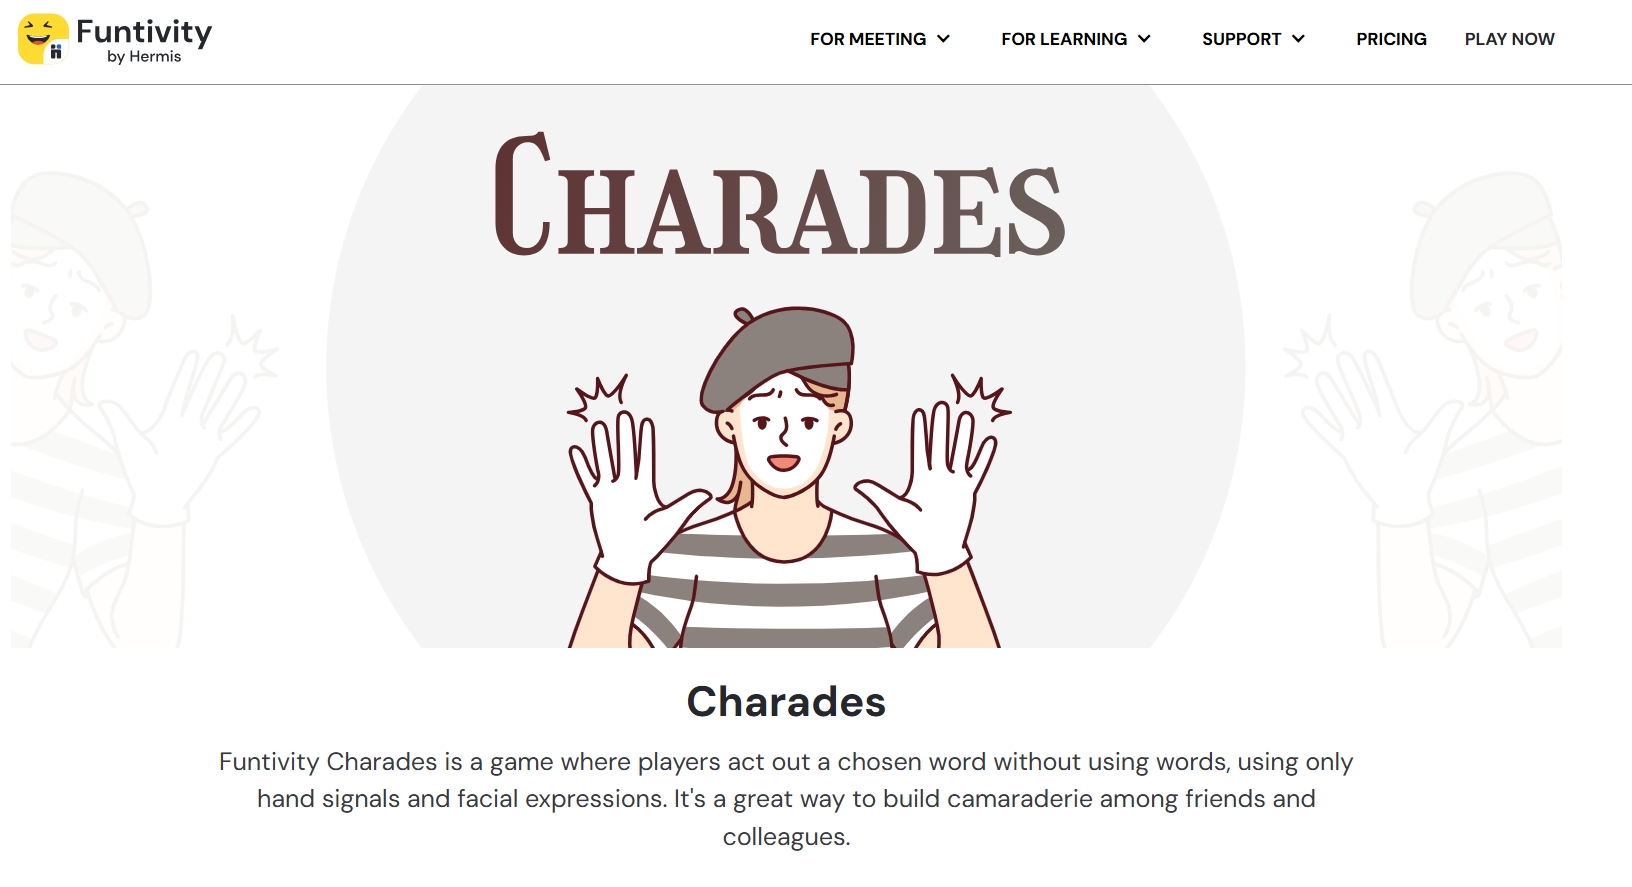 Funtivity
by Hermis
FOR MEETING
FOR LEARNING
SUPPORT
PRICING
PLAY NOW
CHARADES
Charades
Funtivity Charades is a game where players act out a chosen word without using words, using only
hand signals and facial expressions. It's a great way to build camaraderie among friends and
colleagues.